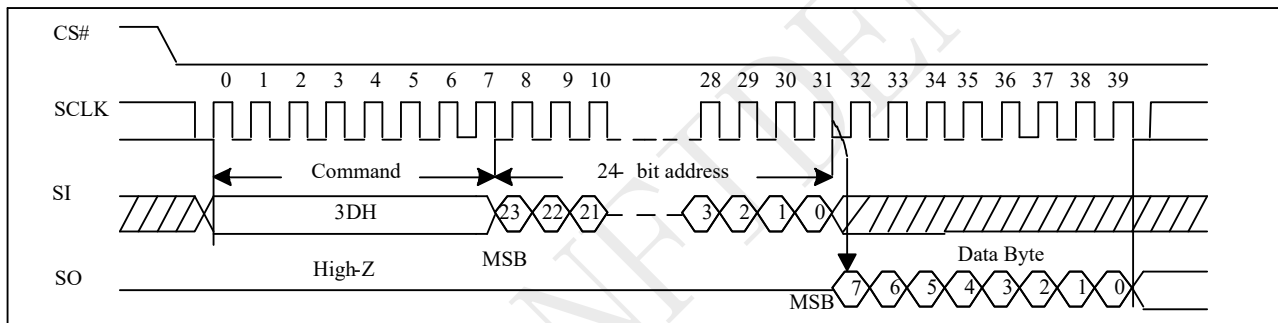 CS#
0 1 2 3 4 5 6 7 8 9 10 28 29 30 31 32 33 34 35 36 37 38 39
SCLK
Command 24- bit address
SI
3DH 23 22 21 3 2 1 0
MSB Data Byte
High-Z
SO
MSB 7 6 5 4 3 2 1 0